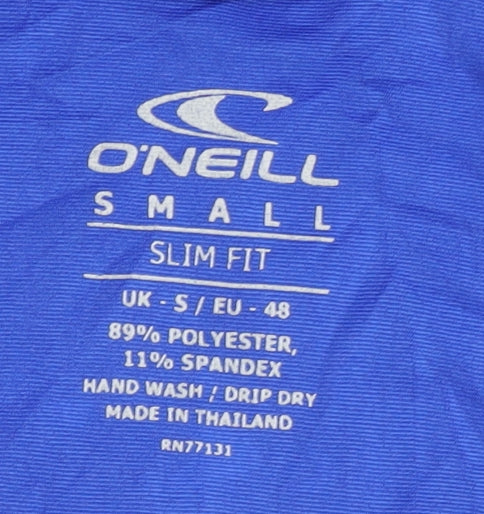 O'NEILL
SMALL
SLIM FIT
UK - S / EU - 48
89% POLYESTER,
11% SPANDEX
HAND WASH / DRIP DRY
MADE IN THAILAND
RN77131